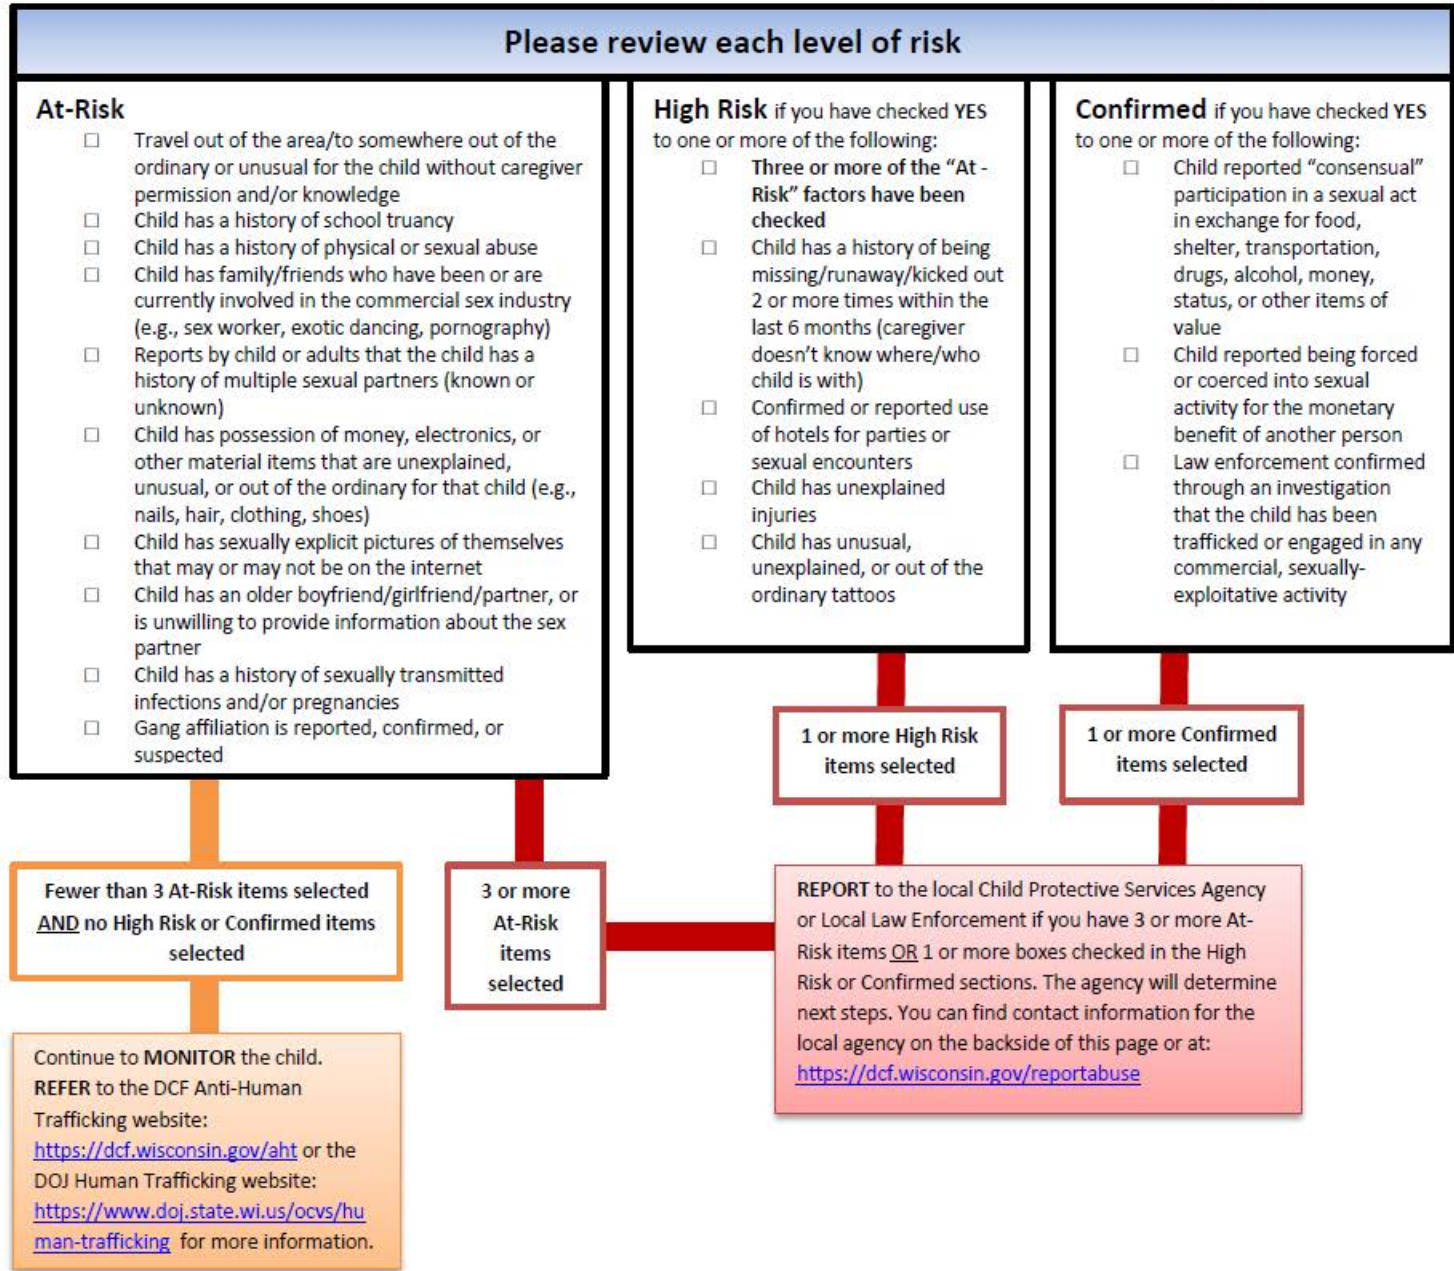 Please review each level of risk
At-Risk
☐ Travel out of the area/to somewhere out of the
ordinary or unusual for the child without caregiver
permission and/or knowledge
☐ Child has a history of school truancy
☐ Child has a history of physical or sexual abuse
☐ Child has family/friends who have been or are
currently involved in the commercial sex industry
(e.g., sex worker, exotic dancing, pornography)
☐ Reports by child or adults that the child has a
history of multiple sexual partners (known or
unknown)
☐ Child has possession of money, electronics, or
other material items that are unexplained,
unusual, or out of the ordinary for that child (e.g.,
nails, hair, clothing, shoes)
☐ Child has sexually explicit pictures of themselves
that may or may not be on the internet
☐ Child has an older boyfriend/girlfriend/partner, or
is unwilling to provide information about the sex
partner
☐ Child has a history of sexually transmitted
infections and/or pregnancies
☐ Gang affiliation is reported, confirmed, or
suspected
High Risk if you have checked YES
to one or more of the following:
☐ Three or more of the “At -
Risk” factors have been
checked
☐ Child has a history of being
missing/runaway/kicked out
2 or more times within the
last 6 months (caregiver
doesn’t know where/who
child is with)
☐ Confirmed or reported use
of hotels for parties or
sexual encounters
☐ Child has unexplained
injuries
☐ Child has unusual,
unexplained, or out of the
ordinary tattoos
Confirmed if you have checked YES
to one or more of the following:
☐ Child reported “consensual”
participation in a sexual act
in exchange for food,
shelter, transportation,
drugs, alcohol, money,
status, or other items of
value
☐ Child reported being forced
or coerced into sexual
activity for the monetary
benefit of another person
☐ Law enforcement confirmed
through an investigation
that the child has been
trafficked or engaged in any
commercial, sexually-
exploitative activity
1 or more High Risk
items selected
1 or more Confirmed
items selected
Fewer than 3 At-Risk items selected
AND no High Risk or Confirmed items
selected
3 or more
At-Risk
items
selected
REPORT to the local Child Protective Services Agency
or Local Law Enforcement if you have 3 or more At-
Risk items OR 1 or more boxes checked in the High
Risk or Confirmed sections. The agency will determine
next steps. You can find contact information for the
local agency on the backside of this page or at:
https://dcf.wisconsin.gov/reportabuse
Continue to MONITOR the child.
REFER to the DCF Anti-Human
Trafficking website:
https://dcf.wisconsin.gov/aht or the
DOJ Human Trafficking website:
https://www.doj.state.wi.us/ocvs/hu
man-trafficking for more information.